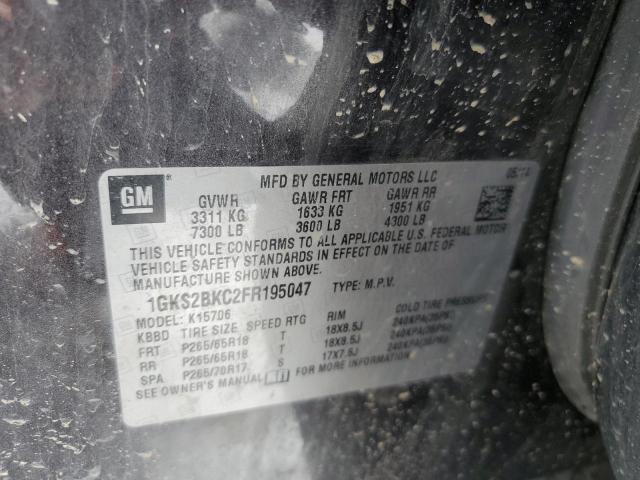 GM
MFD BY GENERAL MOTORS LLC
GVWR GAWR FRT GAWR RR
3311 KG 1633 KG 1951 KG
7300 LB 3600 LB 4300 LB
THIS VEHICLE CONFORMS TO ALL APPLICABLE U.S. FEDERAL MOTOR
VEHICLE SAFETY STANDARDS IN EFFECT ON THE DATE OF
MANUFACTURE SHOWN ABOVE.
1GKS2BKC2FR195047 TYPE: M.P.V.
MODEL: K15706
KBBD TIRE SIZE SPEED RTG RIM COLD TIRE PRESSURE
FRT P265/65R18 T 18X8.5J
RR P265/65R18 T 18X8.5J
SPA P265/70R17 S 17X7.5J
SEE OWNER'S MANUAL FOR MORE INFORMATION.